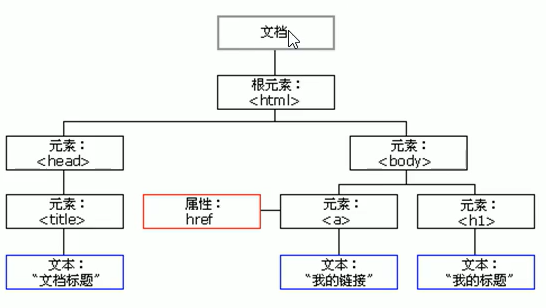 文档
根元素：
<html>
元素：
<head>
元素：
<body>
元素：
<title>
属性：
href
元素：
<a>
元素：
<h1>
文本：
“文档标题”
文本：
“我的链接”
文本：
“我的标题”